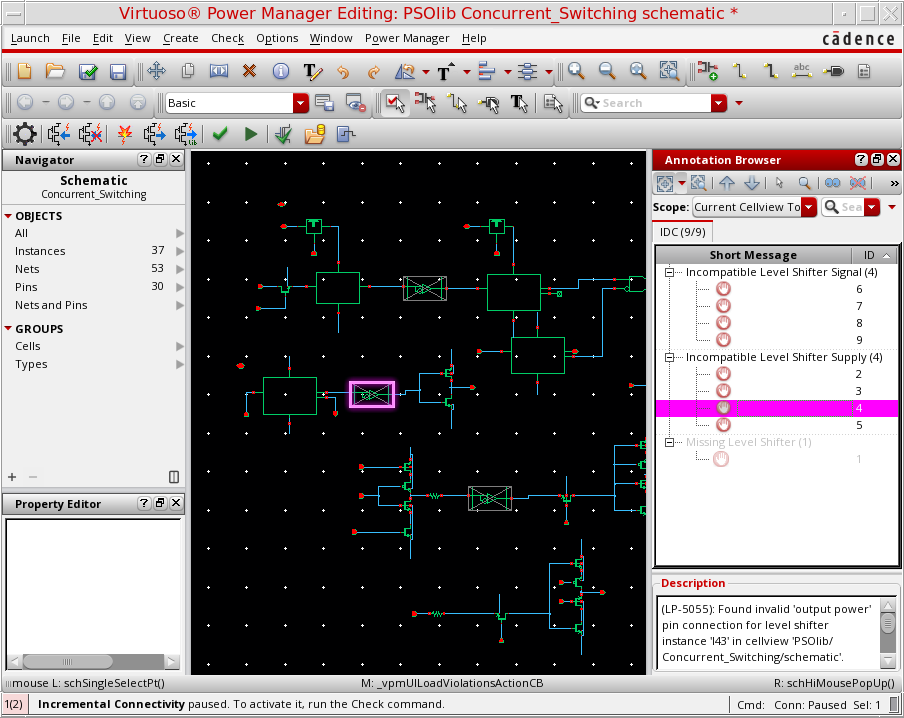 Virtuoso® Power Manager Editing: PSOlib Concurrent_Switching schematic *
Launch File Edit View Create Check Options Window Power Manager Help
cādence
T T abc
Basic
T
Search
lib
Navigator
Schematic
Concurrent_Switching
OBJECTS
All
Instances 37
Nets 53
Pins 30
Nets and Pins
GROUPS
Cells
Types
Property Editor
Annotation Browser
Scope: Current Cellview To Sea
IDC (9/9)
Short Message ID
Incompatible Level Shifter Signal (4)
6
7
8
9
Incompatible Level Shifter Supply (4)
2
3
4
5
Missing Level Shifter (1)
1
Description
(LP-5055): Found invalid 'output power'
pin connection for level shifter
instance 'I43' in cellview 'PSOlib/
Concurrent_Switching/schematic'.
mouse L: schSingleSelectPt() M: _vpmUILoadViolationsActionCB R: schHiMousePopUp()
1(2) Incremental Connectivity paused. To activate it, run the Check command. Cmd: Conn: Paused Sel: 1